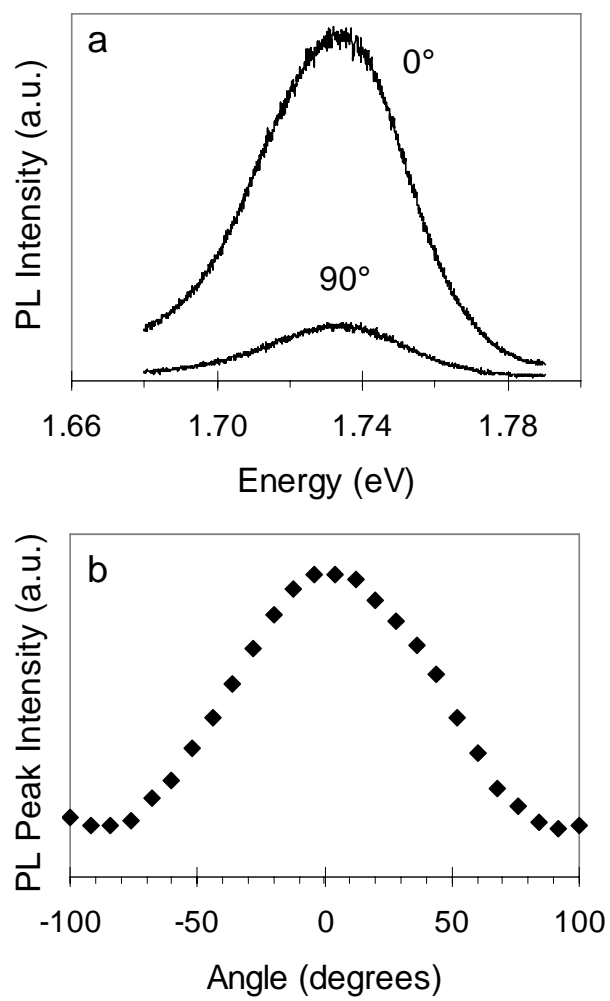 a
0°
90°
PL Intensity (a.u.)
1.66 1.70 1.74 1.78
Energy (eV)
b
PL Peak Intensity (a.u.)
-100 -50 0 50 100
Angle (degrees)